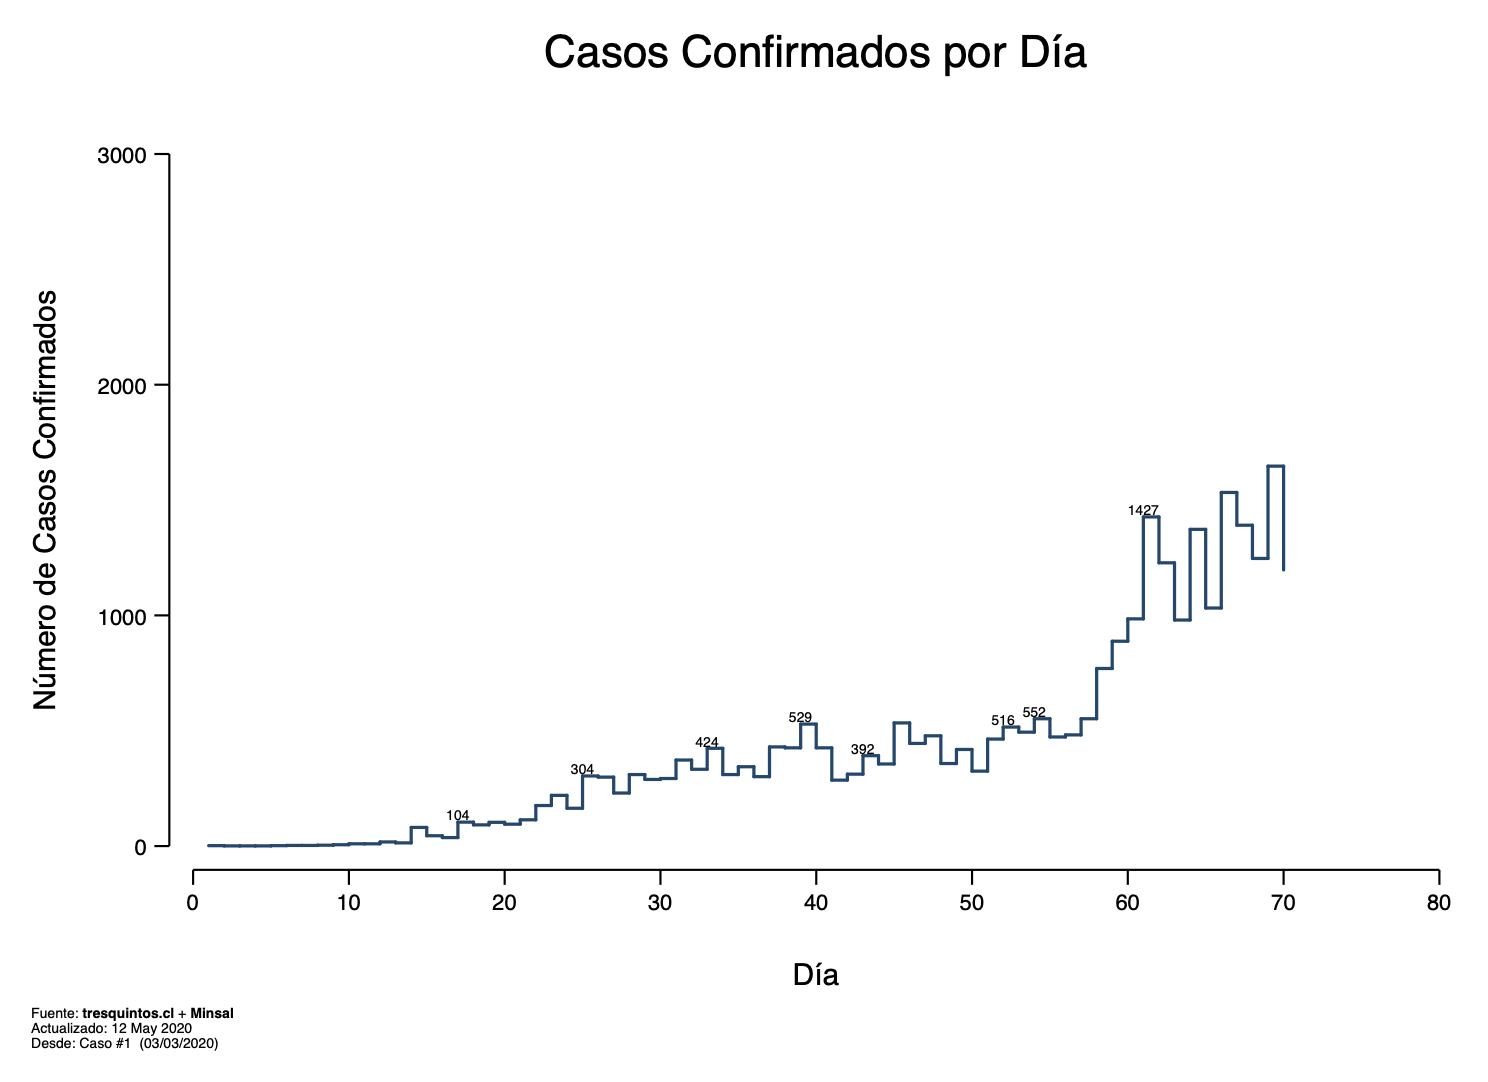 Casos Confirmados por Día
Número de Casos Confirmados
3000
2000
1000
0
1427
552
516
529
392
424
304
104
0 10 20 30 40 50 60 70 80
Día
Fuente: tresquintos.cl + Minsal
Actualizado: 12 May 2020
Desde: Caso #1 (03/03/2020)